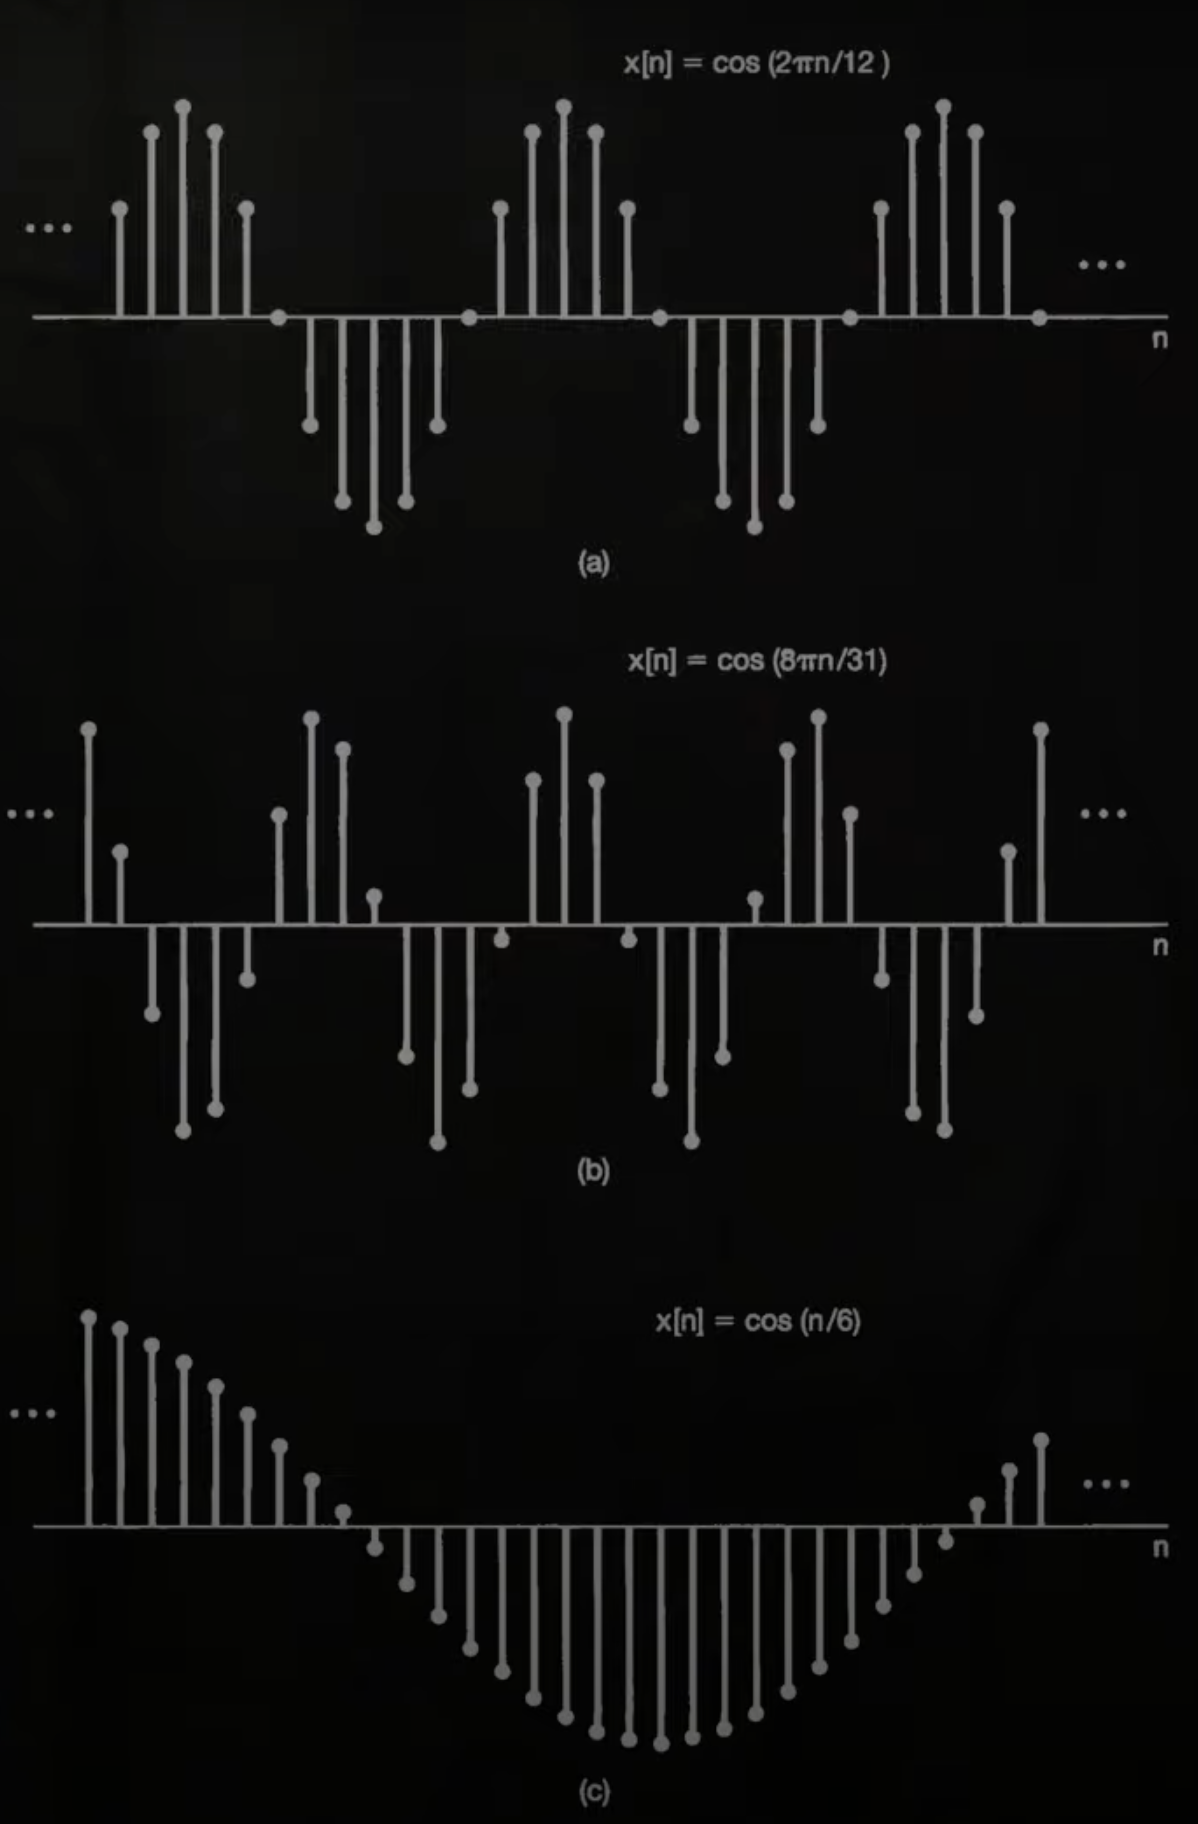 x[n] = cos (2πn/12 )
...
...
n
(a)
x[n] = cos (8πn/31)
...
...
n
(b)
x[n] = cos (n/6)
...
...
n
(c)